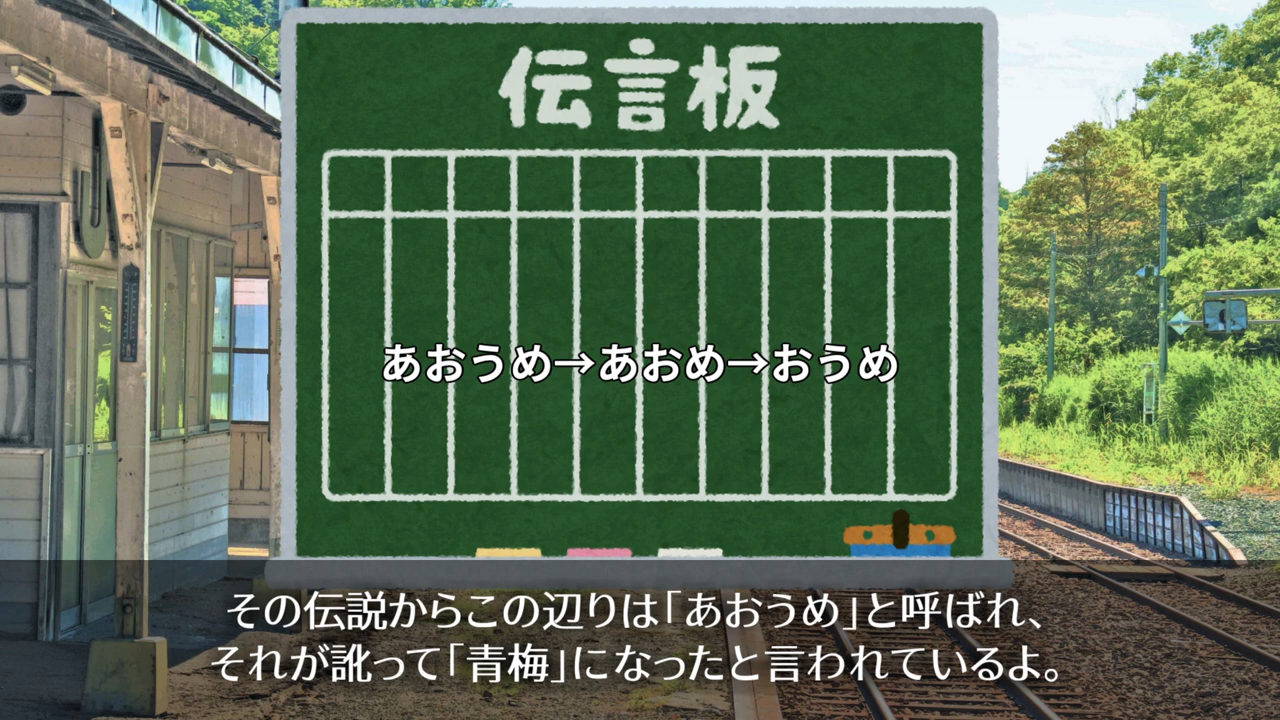 伝言板
あおうめ→あおめ→おうめ
その伝説からこの辺りは「あおうめ」と呼ばれ、
それが訛って「青梅」になったと言われているよ。